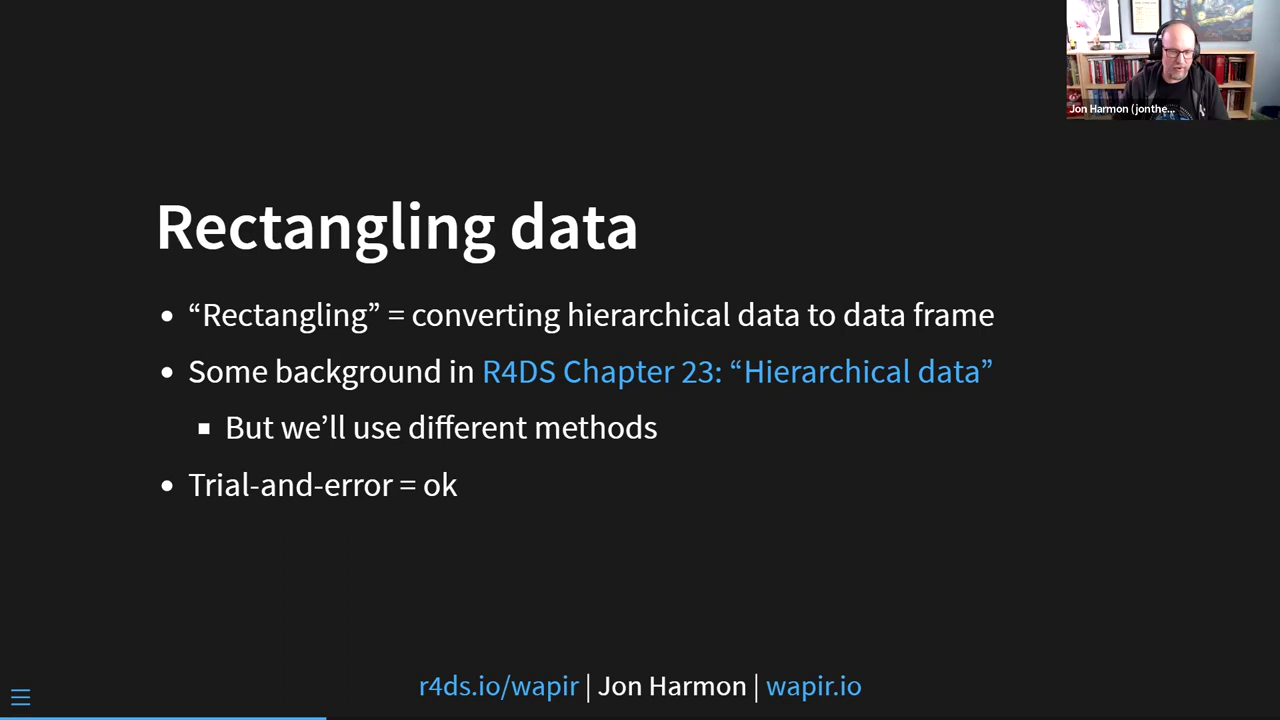 Jon Harmon (jonthe...
Rectangling data
“Rectangling” = converting hierarchical data to data frame
Some background in R4DS Chapter 23: “Hierarchical data”
But we’ll use different methods
Trial-and-error = ok
r4ds.io/wapir | Jon Harmon | wapir.io